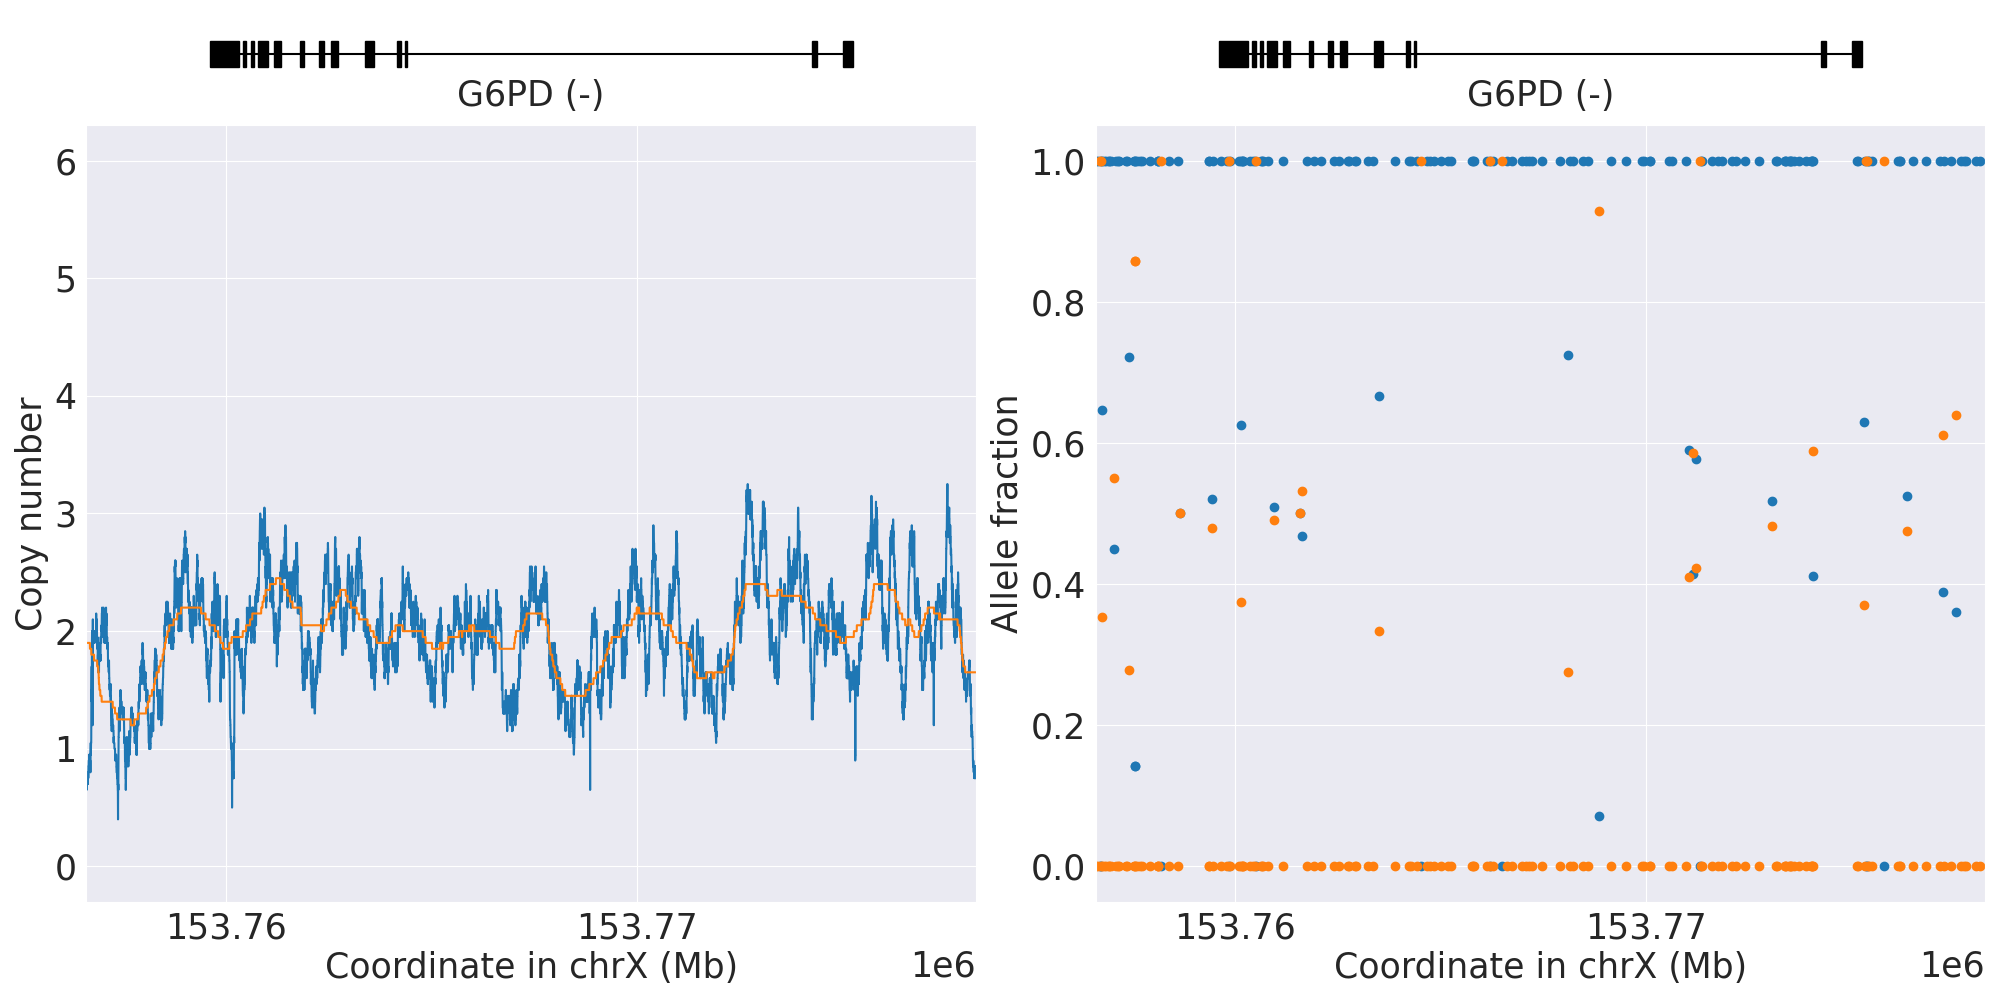 G6PD (-)
6
5
4
3
2
1
0
Copy number
153.76
153.77
Coordinate in chrX (Mb)
1e6
G6PD (-)
1.0
0.8
0.6
0.4
0.2
0.0
Allele fraction
153.76
153.77
Coordinate in chrX (Mb)
1e6